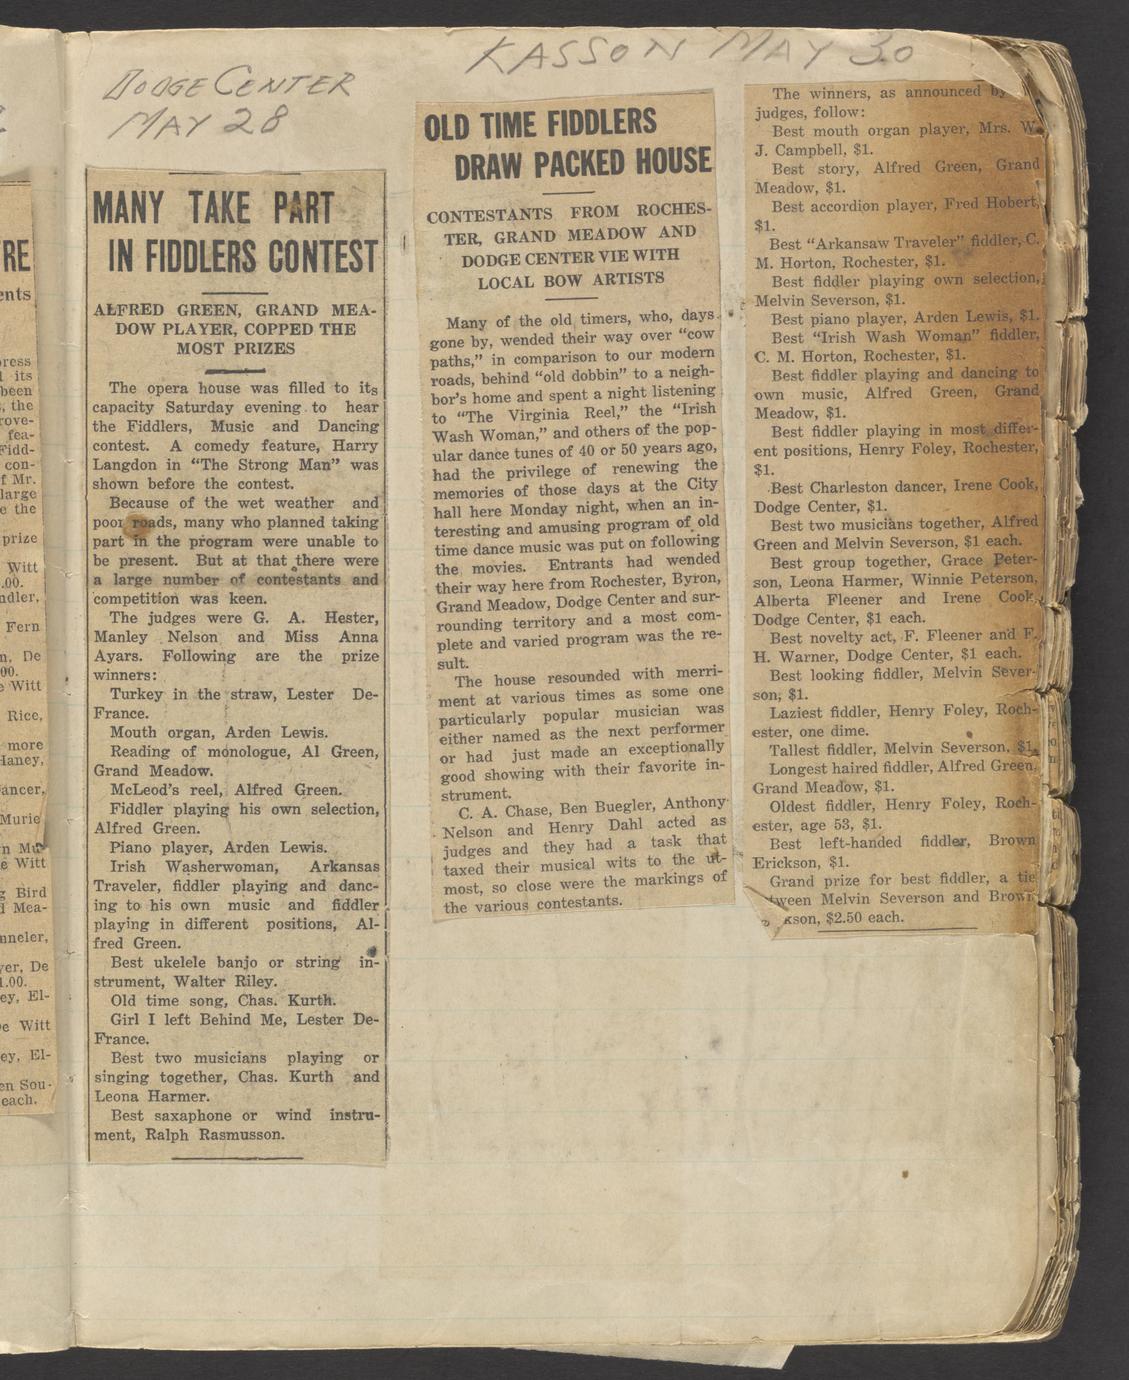 DODGE CENTER
MAY 28
MANY TAKE PART
IN FIDDLERS CONTEST
ALFRED GREEN, GRAND MEA-
DOW PLAYER, COPPED THE
MOST PRIZES
The opera house was filled to its
capacity Saturday evening to hear
the Fiddlers, Music and Dancing
contest. A comedy feature, Harry
Langdon in "The Strong Man" was
shown before the contest.
Because of the wet weather and
poor roads, many who planned taking
part in the program were unable to
be present. But at that there were
a large number of contestants and
competition was keen.
The judges were G. A. Hester,
Manley Nelson and Miss Anna
Ayars. Following are the prize
winners:
Turkey in the straw, Lester De-
France.
Mouth organ, Arden Lewis.
Reading of monologue, Al Green,
Grand Meadow.
McLeod's reel, Alfred Green.
Fiddler playing his own selection,
Alfred Green.
Piano player, Arden Lewis.
Irish Washerwoman, Arkansas
Traveler, fiddler playing and danc-
ing to his own music and fiddler
playing in different positions, Al-
fred Green.
Best ukelele banjo or string in-
strument, Walter Riley.
Old time song, Chas. Kurth.
Girl I left Behind Me, Lester De-
France.
Best two musicians playing or
singing together, Chas. Kurth and
Leona Harmer.
Best saxaphone or wind instru-
ment, Ralph Rasmusson.
KASSON MAY 30
OLD TIME FIDDLERS
DRAW PACKED HOUSE
CONTESTANTS FROM ROCHES-
TER, GRAND MEADOW AND
DODGE CENTER VIE WITH
LOCAL BOW ARTISTS
Many of the old timers, who, days
gone by, wended their way over "cow
paths," in comparison to our modern
roads, behind "old dobbin" to a neigh-
bor's home and spent a night listening
to "The Virginia Reel," the "Irish
Wash Woman," and others of the pop-
ular dance tunes of 40 or 50 years ago,
had the privilege of renewing the
memories of those days at the City
hall here Monday night, when an in-
teresting and amusing program of old
time dance music was put on following
the movies. Entrants had wended
their way here from Rochester, Byron,
Grand Meadow, Dodge Center and sur-
rounding territory and a most com-
plete and varied program was the re-
sult.
The house resounded with merri-
ment at various times as some one
particularly popular musician was
either named as the next performer
or had just made an exceptionally
good showing with their favorite in-
strument.
C. A. Chase, Ben Buegler, Anthony
Nelson and Henry Dahl acted as
judges and they had a task that
taxed their musical wits to the ut-
most, so close were the markings of
the various contestants.
The winners, as announced by
judges, follow:
Best mouth organ player, Mrs. W.
J. Campbell, $1.
Best story, Alfred Green, Grand
Meadow, $1.
Best accordion player, Fred Hobert,
$1.
Best "Arkansaw Traveler" fiddler, C.
M. Horton, Rochester, $1.
Best fiddler playing own selection,
Melvin Severson, $1.
Best piano player, Arden Lewis, $1.
Best "Irish Wash Woman" fiddler,
C. M. Horton, Rochester, $1.
Best fiddler playing and dancing to
own music, Alfred Green, Grand
Meadow, $1.
Best fiddler playing in most differ-
ent positions, Henry Foley, Rochester,
$1.
Best Charleston dancer, Irene Cook,
Dodge Center, $1.
Best two musicians together, Alfred
Green and Melvin Severson, $1 each.
Best group together, Grace Peter-
son, Leona Harmer, Winnie Peterson,
Alberta Fleener and Irene Cook,
Dodge Center, $1 each.
Best novelty act, F. Fleener and F.
H. Warner, Dodge Center, $1 each.
Best looking fiddler, Melvin Sever-
son, $1.
Laziest fiddler, Henry Foley, Roch-
ester, one dime.
Tallest fiddler, Melvin Severson, $1.
Longest haired fiddler, Alfred Green,
Grand Meadow, $1.
Oldest fiddler, Henry Foley, Roch-
ester, age 53, $1.
Best left-handed fiddler, Brown
Erickson, $1.
Grand prize for best fiddler, a tie
tween Melvin Severson and Brown
kson, $2.50 each.